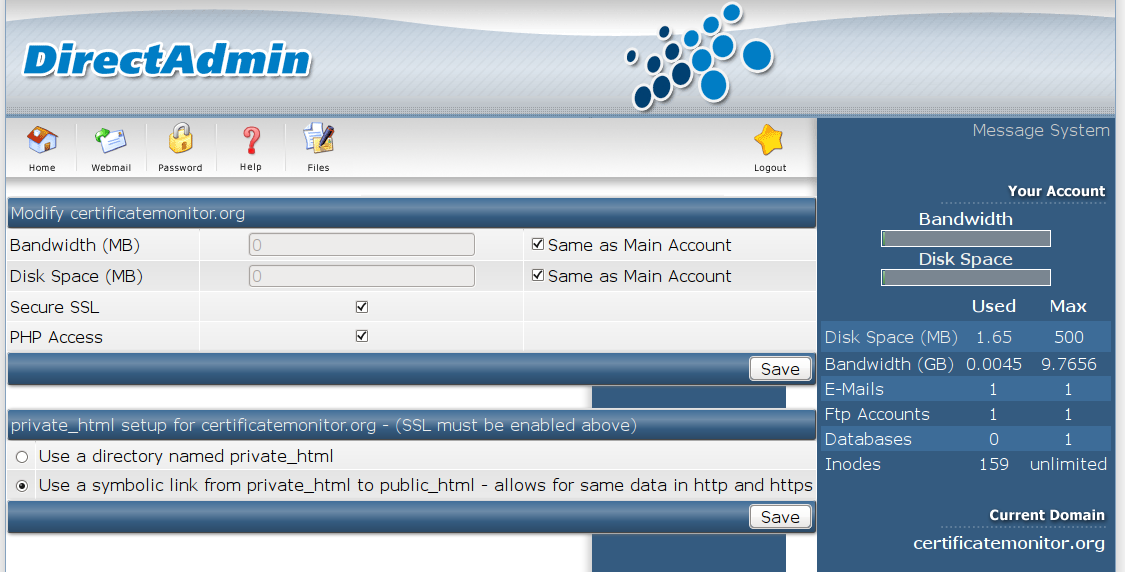 DirectAdmin
Home Webmail Password Help Files Logout
Message System
Modify certificatemonitor.org
Bandwidth (MB) 0 Same as Main Account
Disk Space (MB) 0 Same as Main Account
Secure SSL
PHP Access
Save
private_html setup for certificatemonitor.org - (SSL must be enabled above)
Use a directory named private_html
Use a symbolic link from private_html to public_html - allows for same data in http and https
Save
Your Account
Bandwidth
Disk Space
Used Max
Disk Space (MB) 1.65 500
Bandwidth (GB) 0.0045 9.7656
E-Mails 1 1
Ftp Accounts 1 1
Databases 0 1
Inodes 159 unlimited
Current Domain
certificatemonitor.org